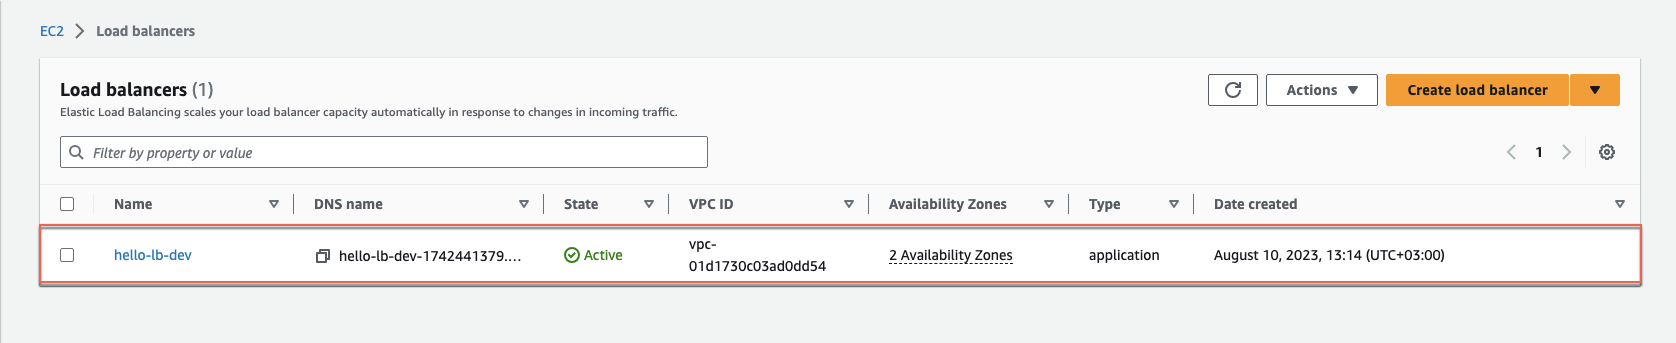 EC2 Load balancers
Load balancers (1)
Elastic Load Balancing scales your load balancer capacity automatically in response to changes in incoming traffic.
Actions
Create load balancer
Filter by property or value
1
Name DNS name State VPC ID Availability Zones Type Date created
hello-lb-dev hello-lb-dev-1742441379.... Active vpc-
01d1730c03ad0dd54 2 Availability Zones application August 10, 2023, 13:14 (UTC+03:00)